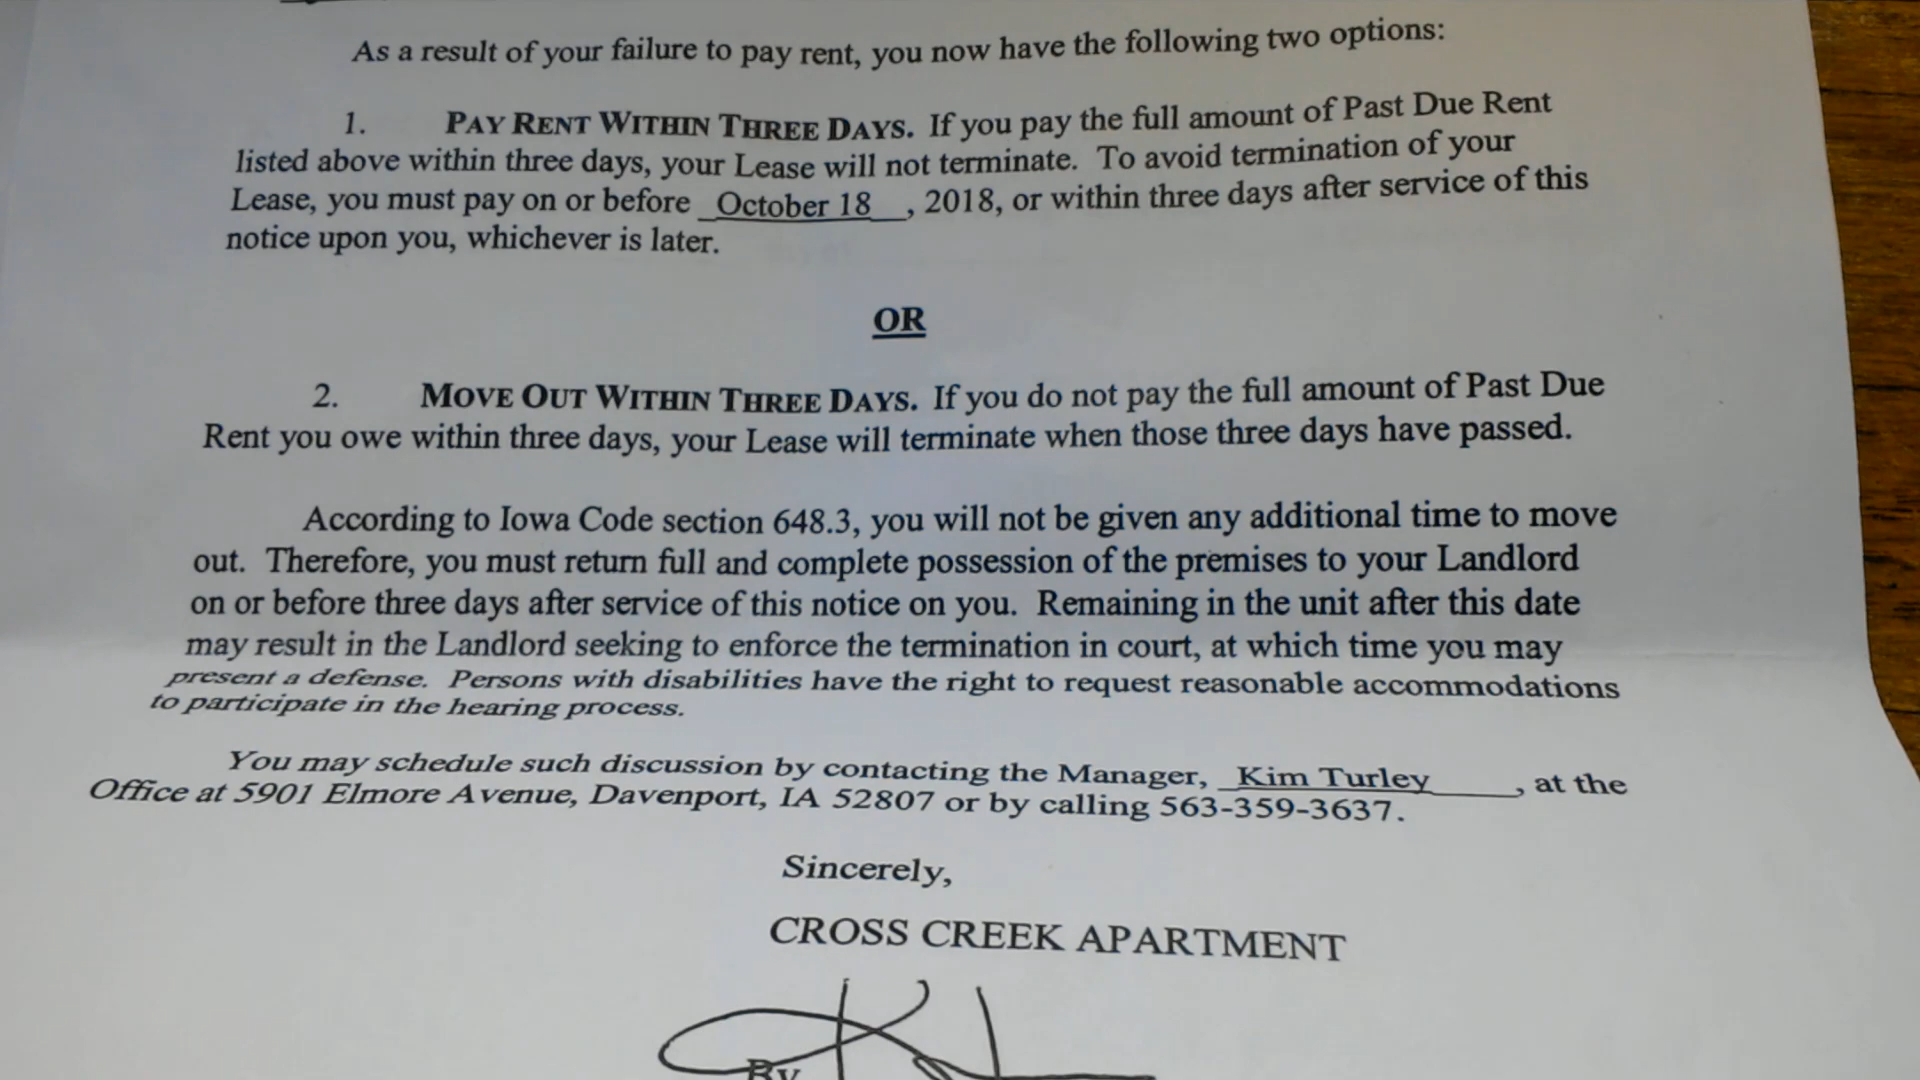 As a result of your failure to pay rent, you now have the following two options:
1. PAY RENT WITHIN THREE DAYS. If you pay the full amount of Past Due Rent
listed above within three days, your Lease will not terminate. To avoid termination of your
Lease, you must pay on or before October 18, 2018, or within three days after service of this
notice upon you, whichever is later.
OR
2. MOVE OUT WITHIN THREE DAYS. If you do not pay the full amount of Past Due
Rent you owe within three days, your Lease will terminate when those three days have passed.
According to Iowa Code section 648.3, you will not be given any additional time to move
out. Therefore, you must return full and complete possession of the premises to your Landlord
on or before three days after service of this notice on you. Remaining in the unit after this date
may result in the Landlord seeking to enforce the termination in court, at which time you may
present a defense. Persons with disabilities have the right to request reasonable accommodations
to participate in the hearing process.
You may schedule such discussion by contacting the Manager, Kim Turley, at the
Office at 5901 Elmore Avenue, Davenport, IA 52807 or by calling 563-359-3637.
Sincerely,
CROSS CREEK APARTMENT
By